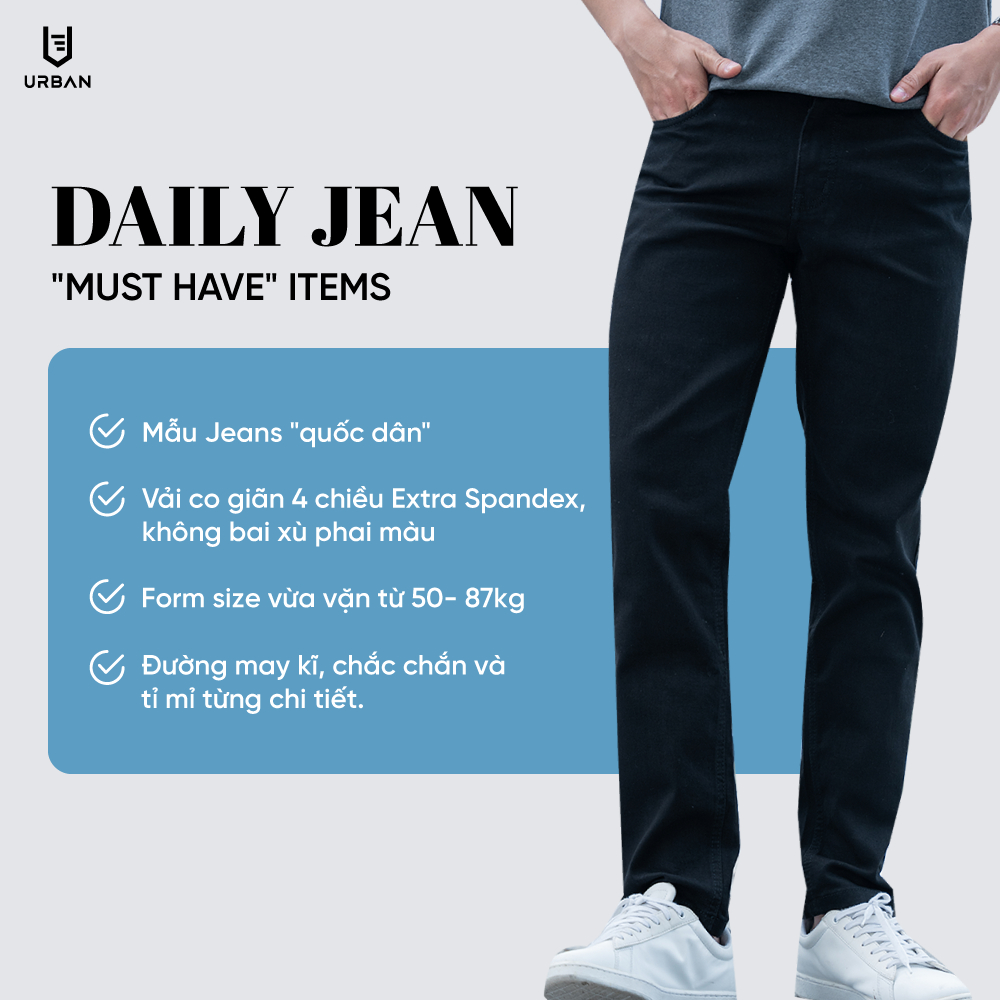 URBAN
DAILY JEAN
"MUST HAVE" ITEMS
Mẫu Jeans "quốc dân"
Vải co giãn 4 chiều Extra Spandex,
không bai xù phai màu
Form size vừa vặn từ 50- 87kg
Đường may kĩ, chắc chắn và
tỉ mỉ từng chi tiết.